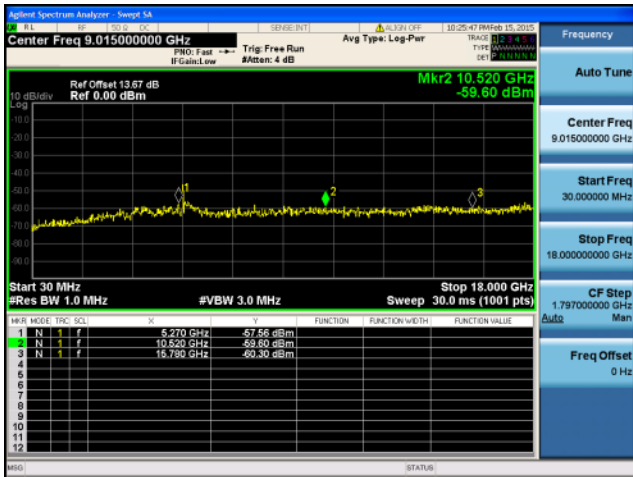 Agilent Spectrum Analyzer - Swept SA
RL RF 50 Ω DC SENSE:INT ALIGN OFF 10:25:47 PM Feb 15, 2015
Center Freq 9.015000000 GHz
PNO: Fast
IFGain:Low
Trig: Free Run
#Atten: 4 dB
Avg Type: Log-Pwr
TRACE 1 2 3 4 5 6
TYPE
DET P N N N N N
Ref Offset 13.67 dB
10 dB/div Ref 0.00 dBm
Log
Mkr2 10.520 GHz
-59.60 dBm
-10.0
-20.0
-30.0
-40.0
-50.0
-60.0
-70.0
-80.0
-90.0
1
2
3
Start 30 MHz
Stop 18.000 GHz
#Res BW 1.0 MHz #VBW 3.0 MHz Sweep 30.0 ms (1001 pts)
MKR MODE TRC SCL X Y FUNCTION FUNCTION WIDTH FUNCTION VALUE
1 N 1 f 5.270 GHz -57.56 dBm
2 N 1 f 10.520 GHz -59.60 dBm
3 N 1 f 15.780 GHz -60.30 dBm
4
5
6
7
8
9
10
11
12
MSG STATUS
Frequency
Auto Tune
Center Freq
9.015000000 GHz
Start Freq
30.000000 MHz
Stop Freq
18.000000000 GHz
CF Step
1.797000000 GHz
Auto Man
Freq Offset
0 Hz